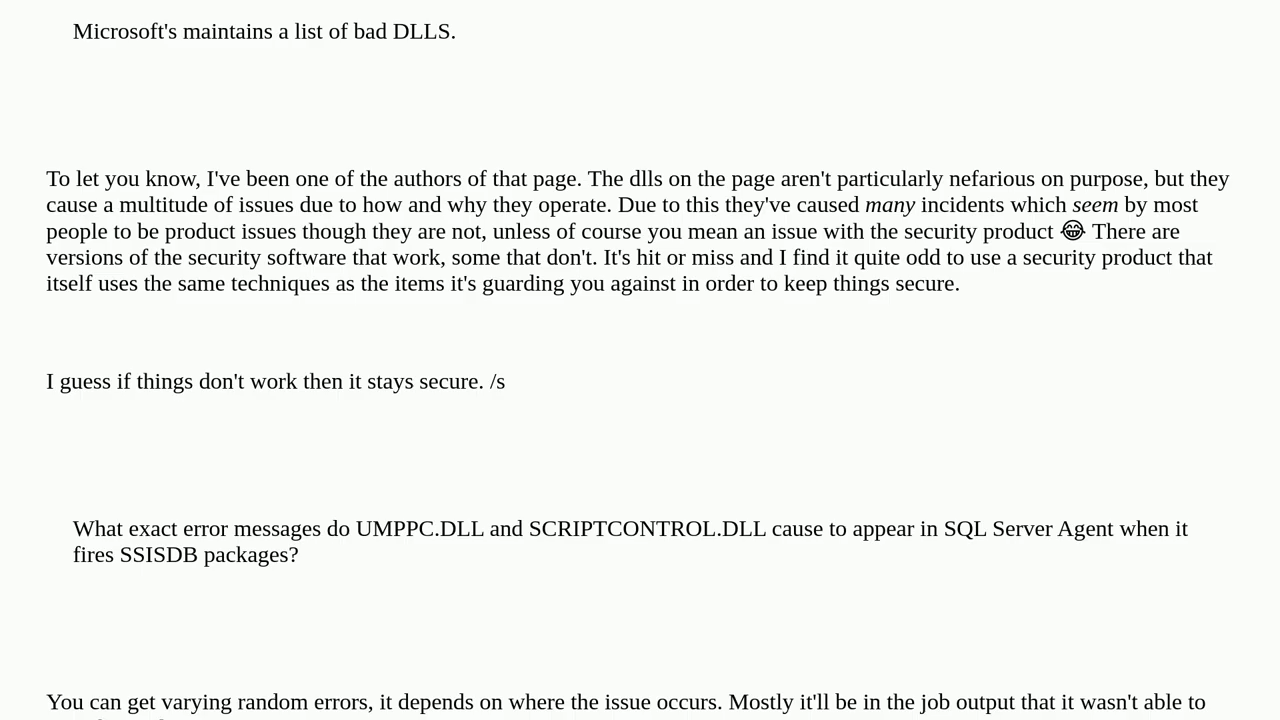 Microsoft's maintains a list of bad DLLS.
To let you know, I've been one of the authors of that page. The dlls on the page aren't particularly nefarious on purpose, but they
cause a multitude of issues due to how and why they operate. Due to this they've caused many incidents which seem by most
people to be product issues though they are not, unless of course you mean an issue with the security product 😂 There are
versions of the security software that work, some that don't. It's hit or miss and I find it quite odd to use a security product that
itself uses the same techniques as the items it's guarding you against in order to keep things secure.
I guess if things don't work then it stays secure. /s
What exact error messages do UMPPC.DLL and SCRIPTCONTROL.DLL cause to appear in SQL Server Agent when it
fires SSISDB packages?
You can get varying random errors, it depends on where the issue occurs. Mostly it'll be in the job output that it wasn't able to